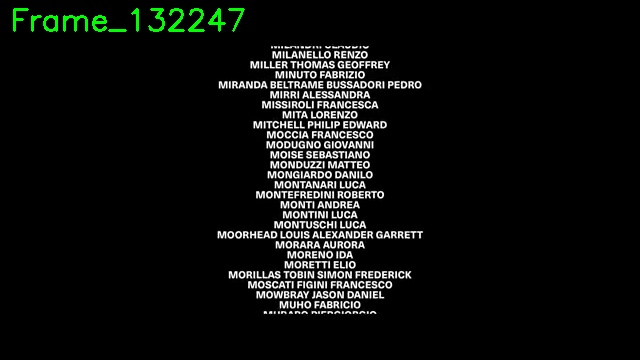 Frame_132247
MILANELLO RENZO
MILLER THOMAS GEOFFREY
MINUTO FABRIZIO
MIRANDA BELTRAME BUSSADORI PEDRO
MIRRI ALESSANDRA
MISSIROLI FRANCESCA
MITA LORENZO
MITCHELL PHILIP EDWARD
MOCCIA FRANCESCO
MODUGNO GIOVANNI
MOISE SEBASTIANO
MONDUZZI MATTEO
MONGIARDO DANILO
MONTANARI LUCA
MONTEFREDINI ROBERTO
MONTI ANDREA
MONTINI LUCA
MONTUSCHI LUCA
MOORHEAD LOUIS ALEXANDER GARRETT
MORARA AURORA
MORENO IDA
MORETTI ELIO
MORILLAS TOBIN SIMON FREDERICK
MOSCATI FIGINI FRANCESCO
MOWBRAY JASON DANIEL
MUHO FABRICIO